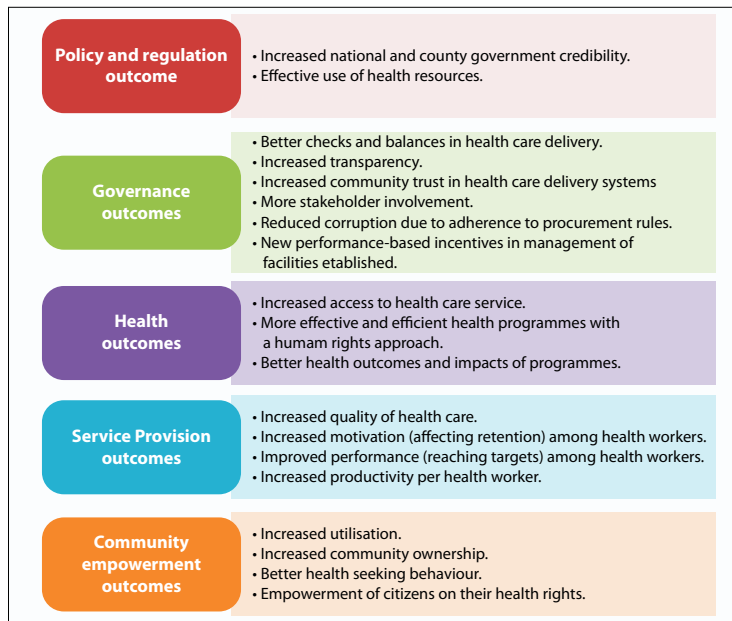 Policy and regulation
outcome
• Increased national and county government credibility.
• Effective use of health resources.
Governance
outcomes
• Better checks and balances in health care delivery.
• Increased transparency.
• Increased community trust in health care delivery systems
• More stakeholder involvement.
• Reduced corruption due to adherence to procurement rules.
• New performance-based incentives in management of
facilities etablished.
Health
outcomes
• Increased access to health care service.
• More effective and efficient health programmes with
a human rights approach.
• Better health outcomes and impacts of programmes.
Service Provision
outcomes
• Increased quality of health care.
• Increased motivation (affecting retention) among health workers.
• Improved performance (reaching targets) among health workers.
• Increased productivity per health worker.
Community
empowerment
outcomes
• Increased utilisation.
• Increased community ownership.
• Better health seeking behaviour.
• Empowerment of citizens on their health rights.